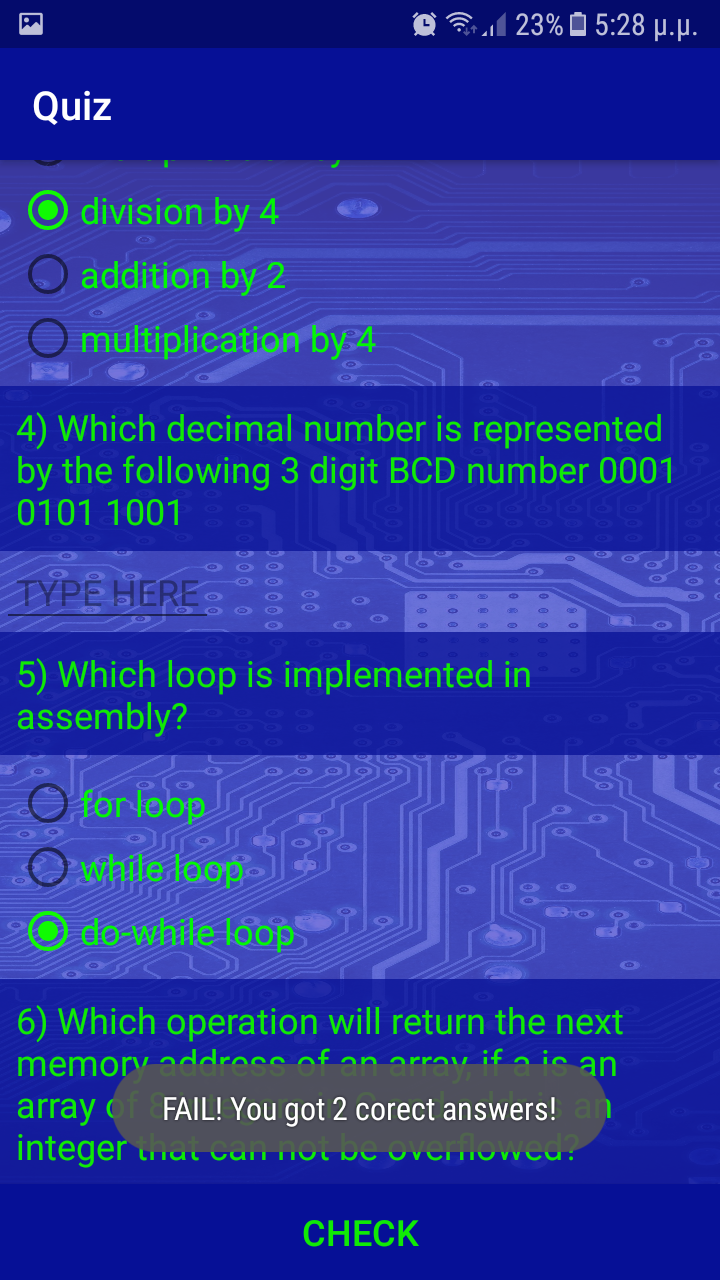 23% 5:28 μ.μ.
Quiz
division by 4
addition by 2
multiplication by 4
4) Which decimal number is represented
by the following 3 digit BCD number 0001
0101 1001
TYPE HERE
5) Which loop is implemented in
assembly?
for loop
while loop
do-while loop
6) Which operation will return the next
memory address of an array, if a is an
array of 8
integer that can not be overflowed?
FAIL! You got 2 corect answers!
CHECK